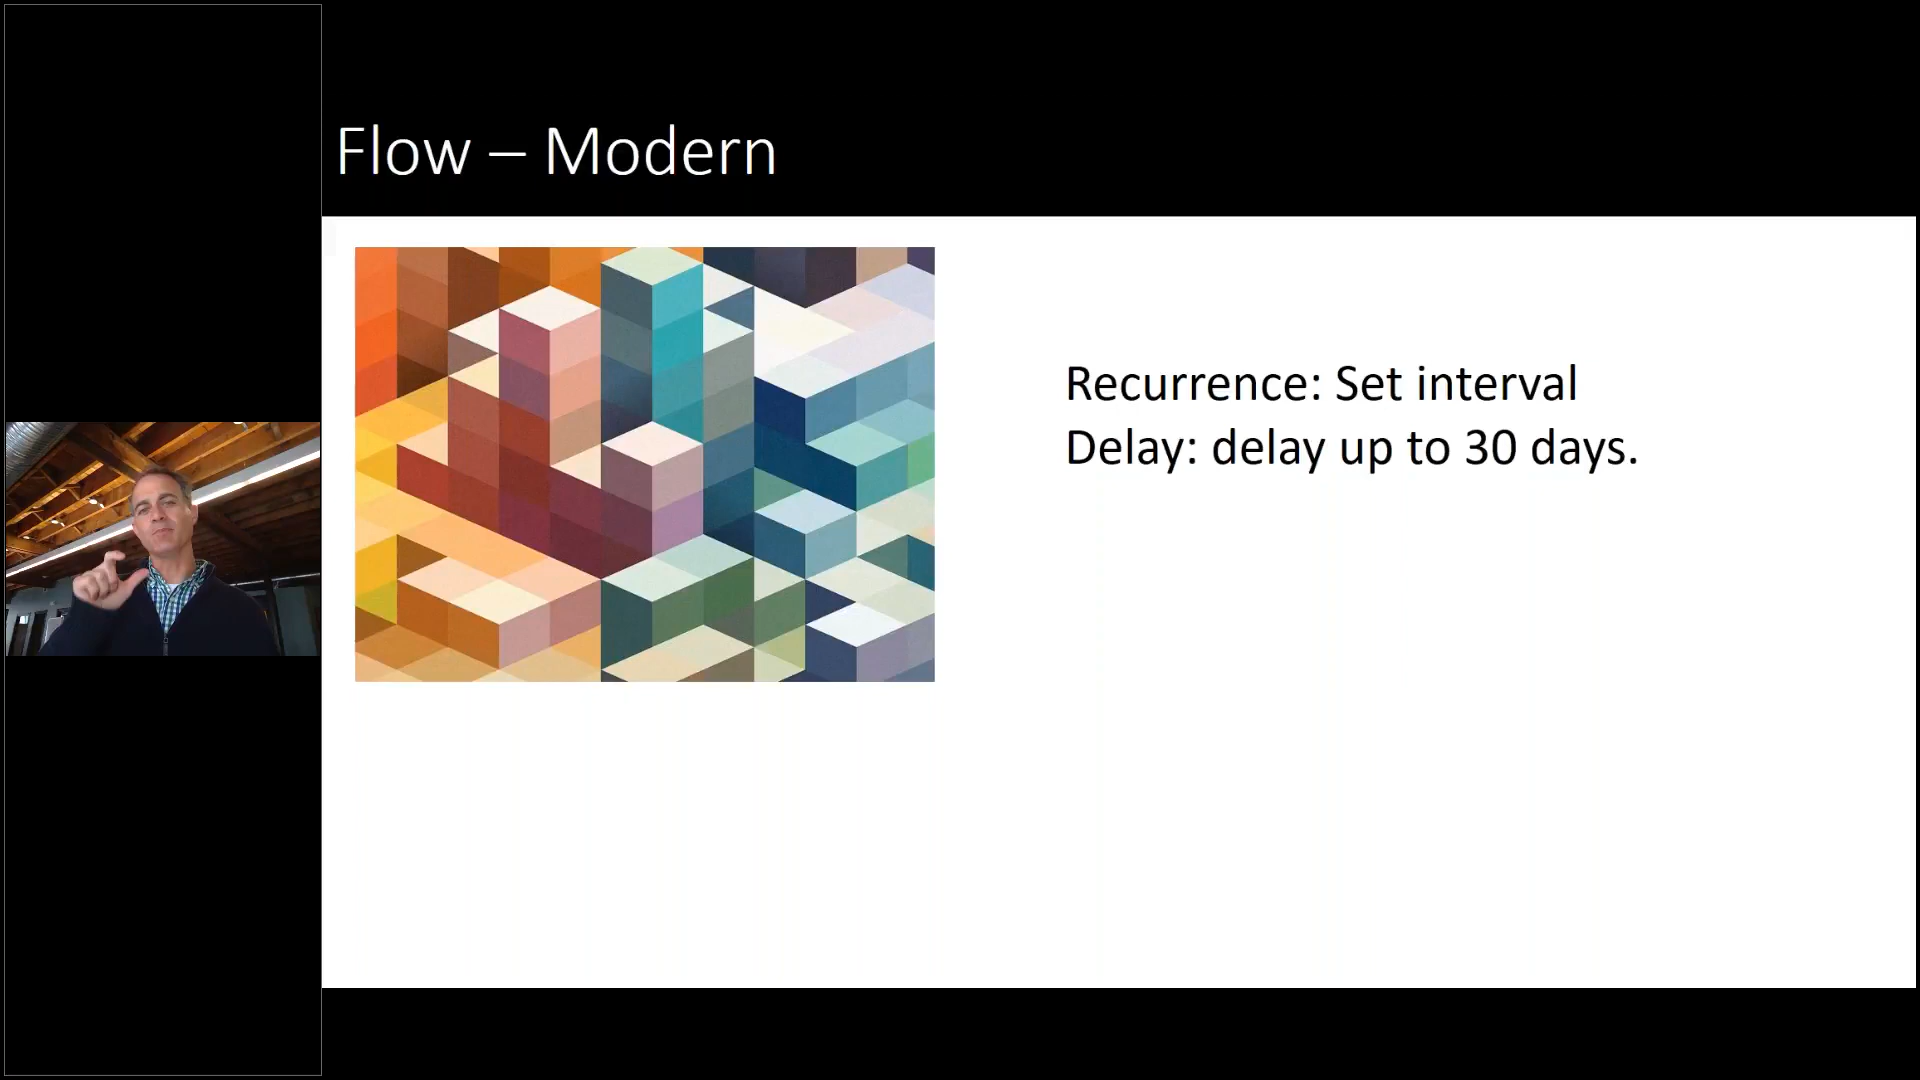 Flow – Modern
Recurrence: Set interval
Delay: delay up to 30 days.